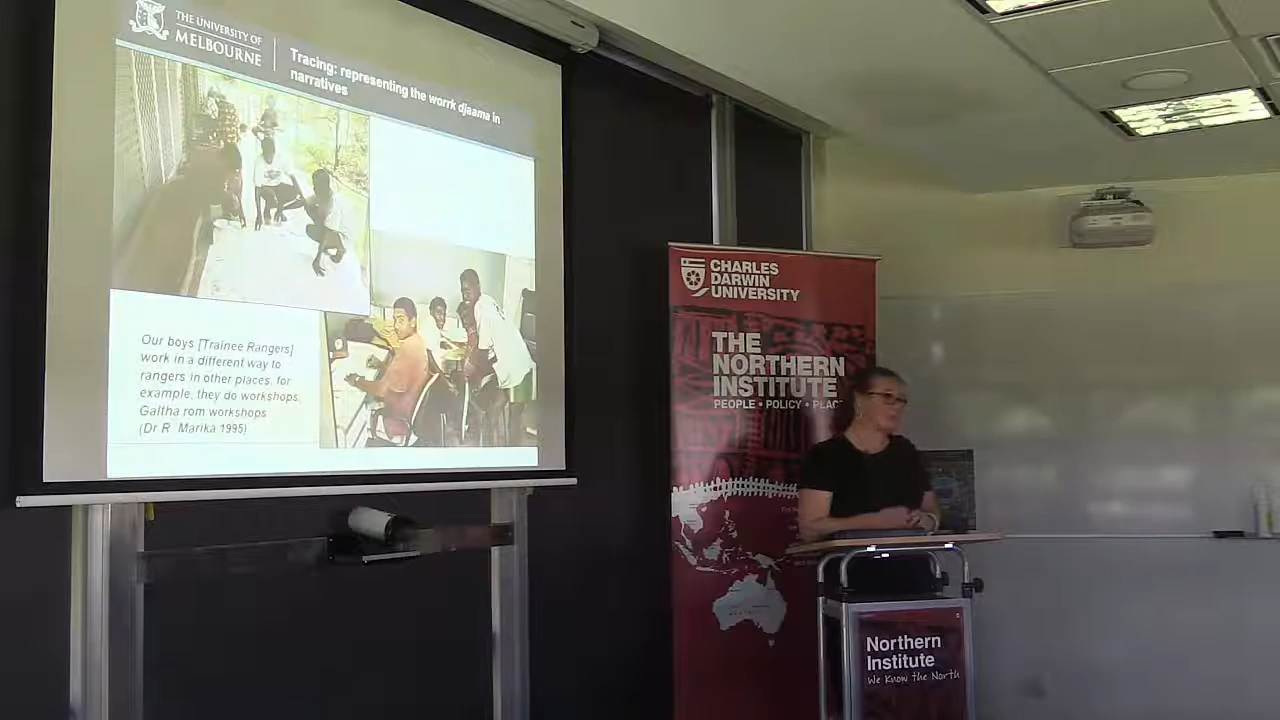 THE UNIVERSITY OF
MELBOURNE
Tracing: representing the worrk djaama in
narratives
Our boys [Trainee Rangers]
work in a different way to
rangers in other places, for
example, they do workshops,
Galtha rom workshops
(Dr R Marika 1995)
CHARLES
DARWIN
UNIVERSITY
THE
NORTHERN
INSTITUTE
PEOPLE • POLICY •
Northern
Institute
We Know the North